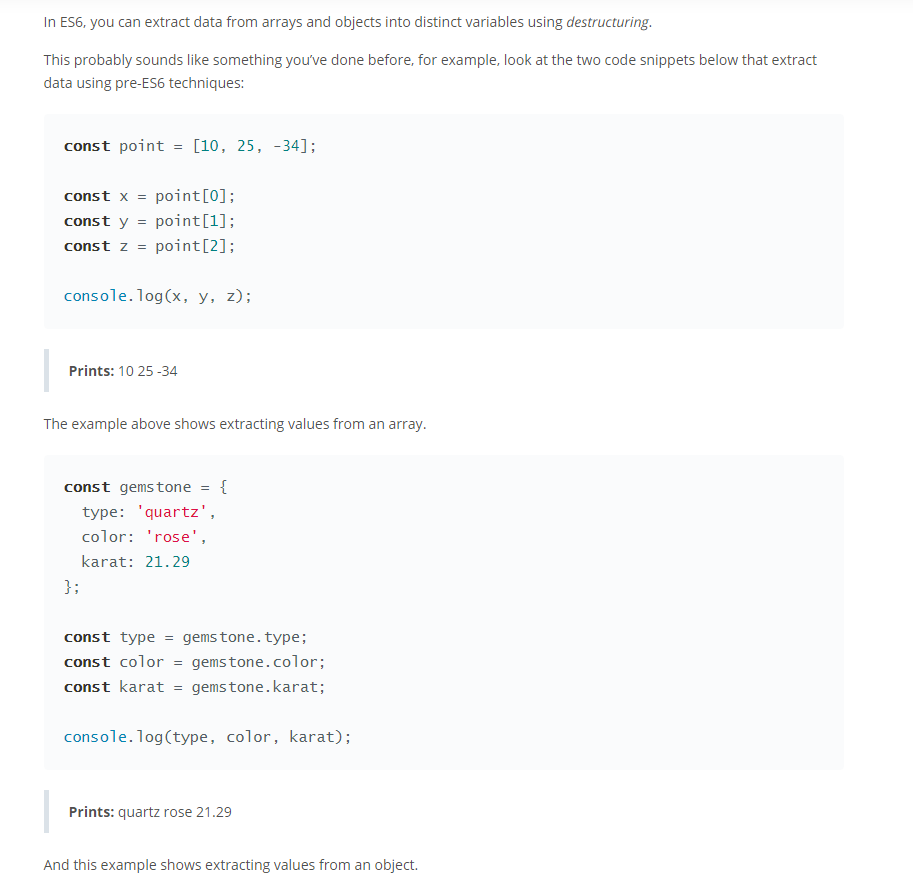 In ES6, you can extract data from arrays and objects into distinct variables using destructuring.
This probably sounds like something you've done before, for example, look at the two code snippets below that extract
data using pre-ES6 techniques:
const point = [10, 25, -34];
const x = point[0];
const y = point[1];
const z = point[2];
console.log(x, y, z);
Prints: 10 25 -34
The example above shows extracting values from an array.
const gemstone = {
  type: 'quartz',
  color: 'rose',
  karat: 21.29
};
const type = gemstone.type;
const color = gemstone.color;
const karat = gemstone.karat;
console.log(type, color, karat);
Prints: quartz rose 21.29
And this example shows extracting values from an object.